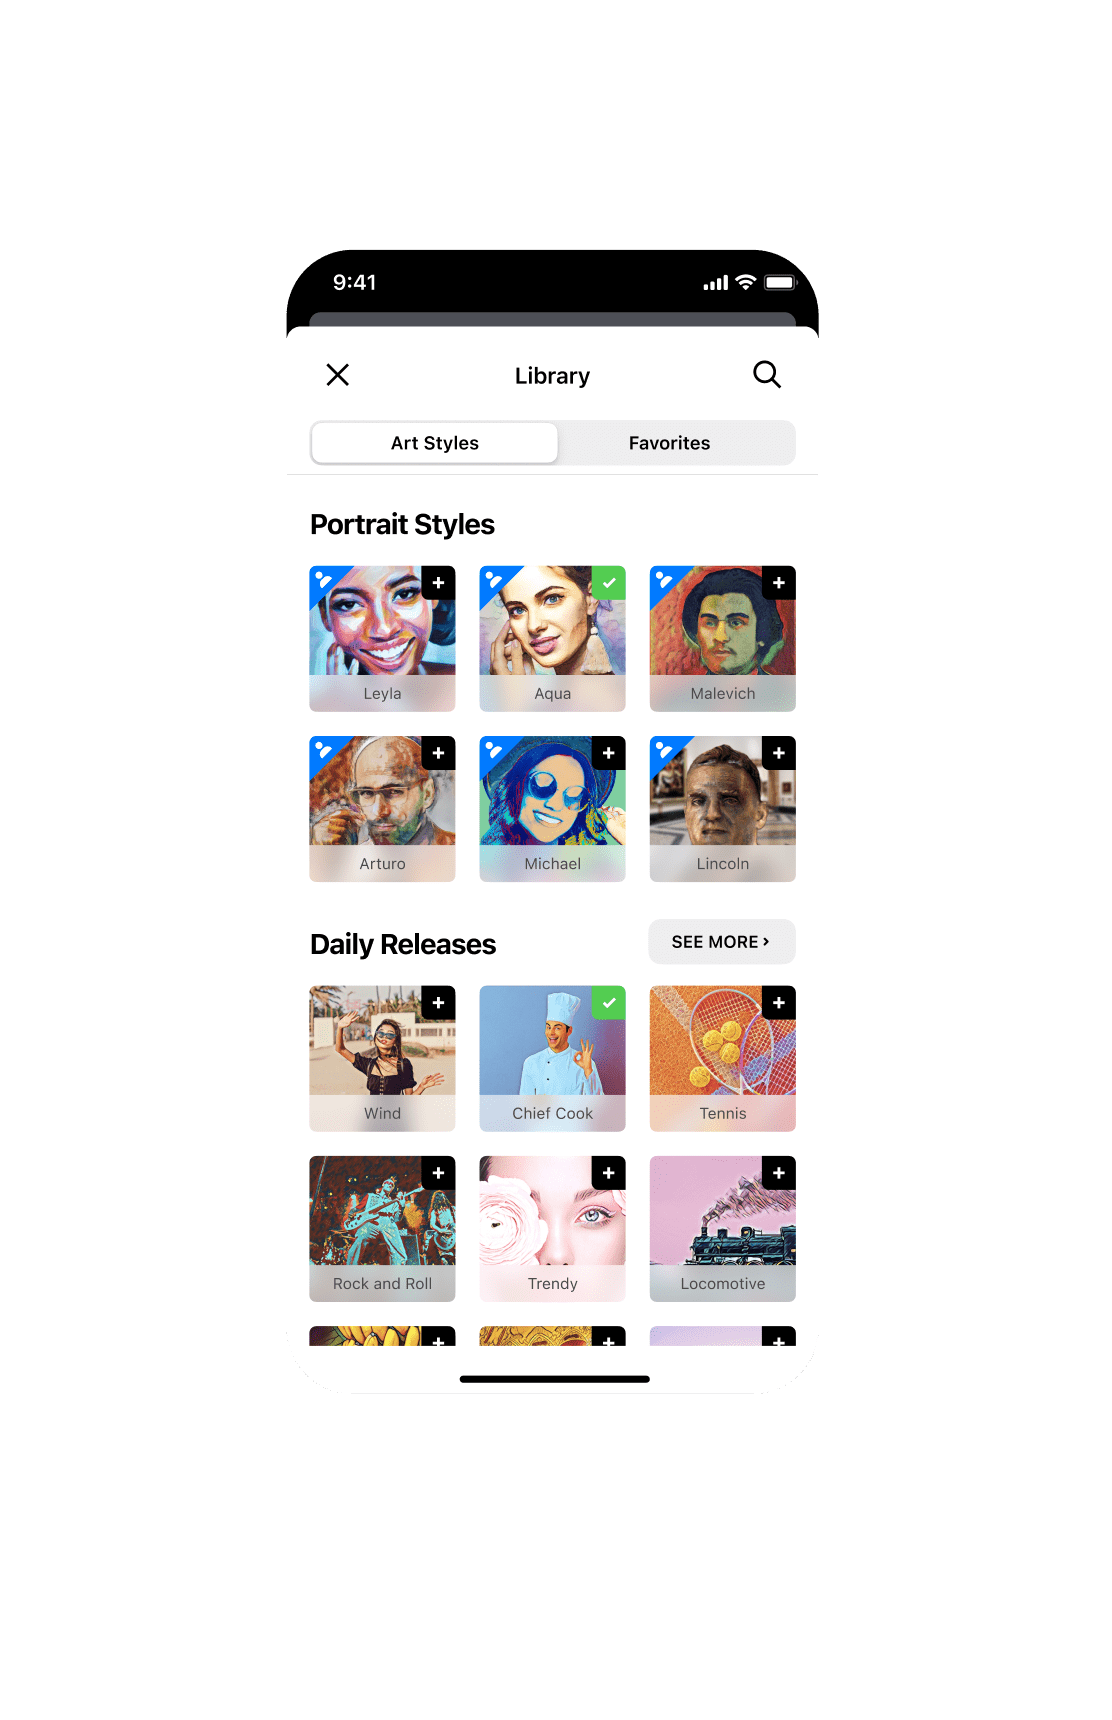 9:41
Library
Art Styles Favorites
Portrait Styles
Leyla Aqua Malevich
Arturo Michael Lincoln
Daily Releases SEE MORE ›
Wind Chief Cook Tennis
Rock and Roll Trendy Locomotive